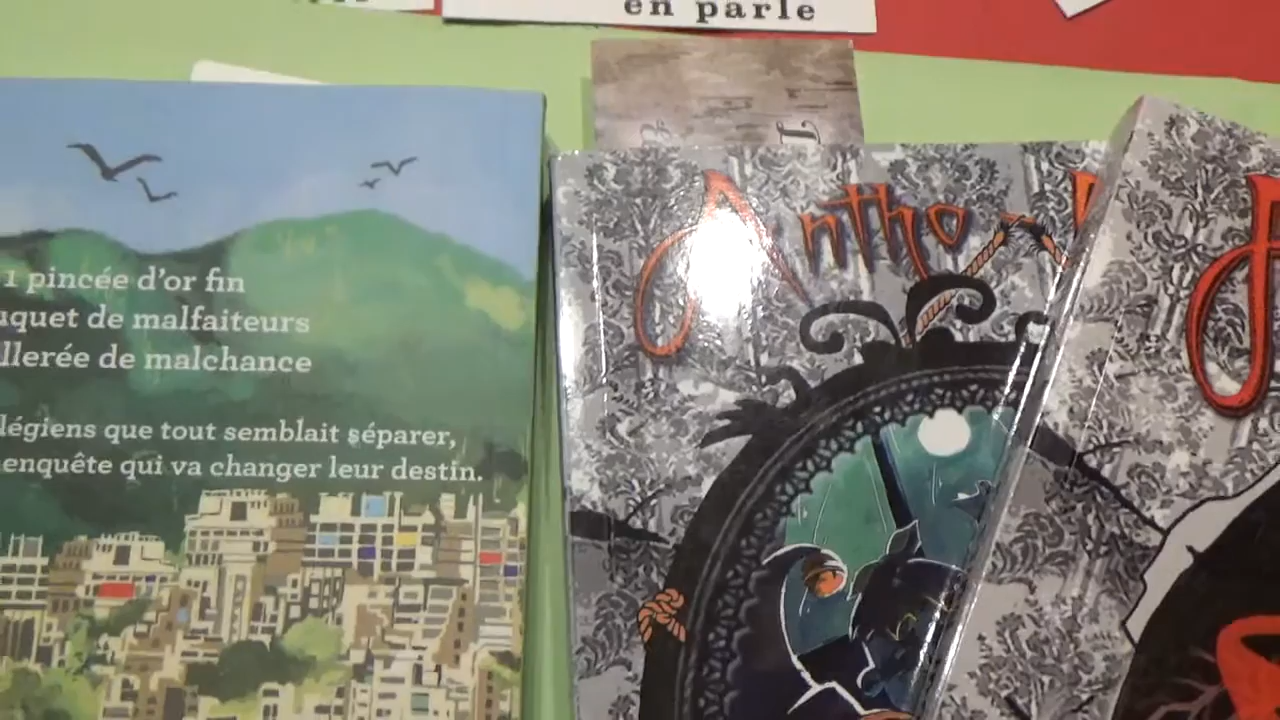 en parle
1 pincée d'or fin
uquet de malfaiteurs
llerée de malchance
légiens que tout semblait séparer,
enquête qui va changer leur destin.
Antho